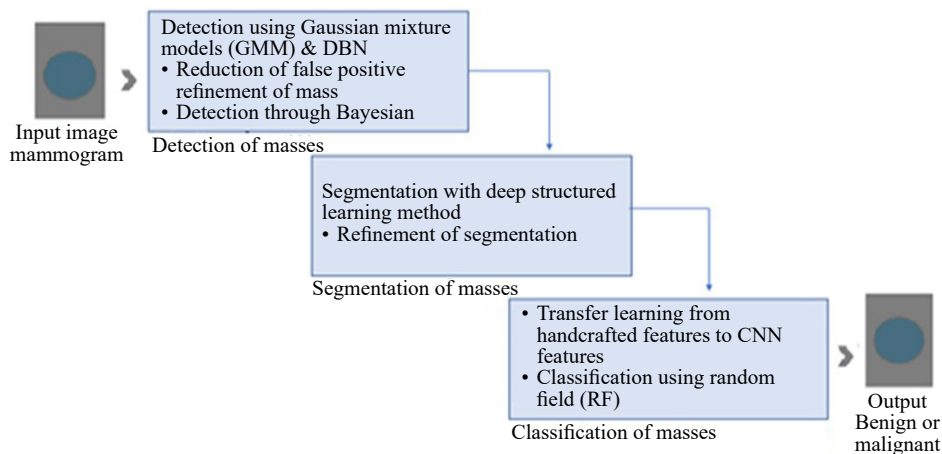 Input image
mammogram
Detection using Gaussian mixture
models (GMM) & DBN
• Reduction of false positive
refinement of mass
• Detection through Bayesian
Detection of masses
Segmentation with deep structured
learning method
• Refinement of segmentation
Segmentation of masses
• Transfer learning from
handcrafted features to CNN
features
• Classification using random
field (RF)
Classification of masses
Output
Benign or
malignant